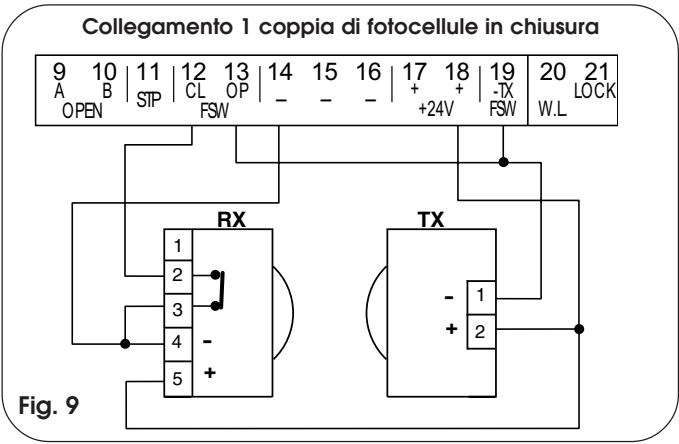 Collegamento 1 coppia di fotocellule in chiusura
9 10 11 12 13 14 15 16 17 18 19 20 21
A B STP CL OP – – – + + -TX LOCK
OPEN FSW +24V FSW W.L
RX TX
1
2
3
4 -
5 +
- 1
+ 2
Fig. 9